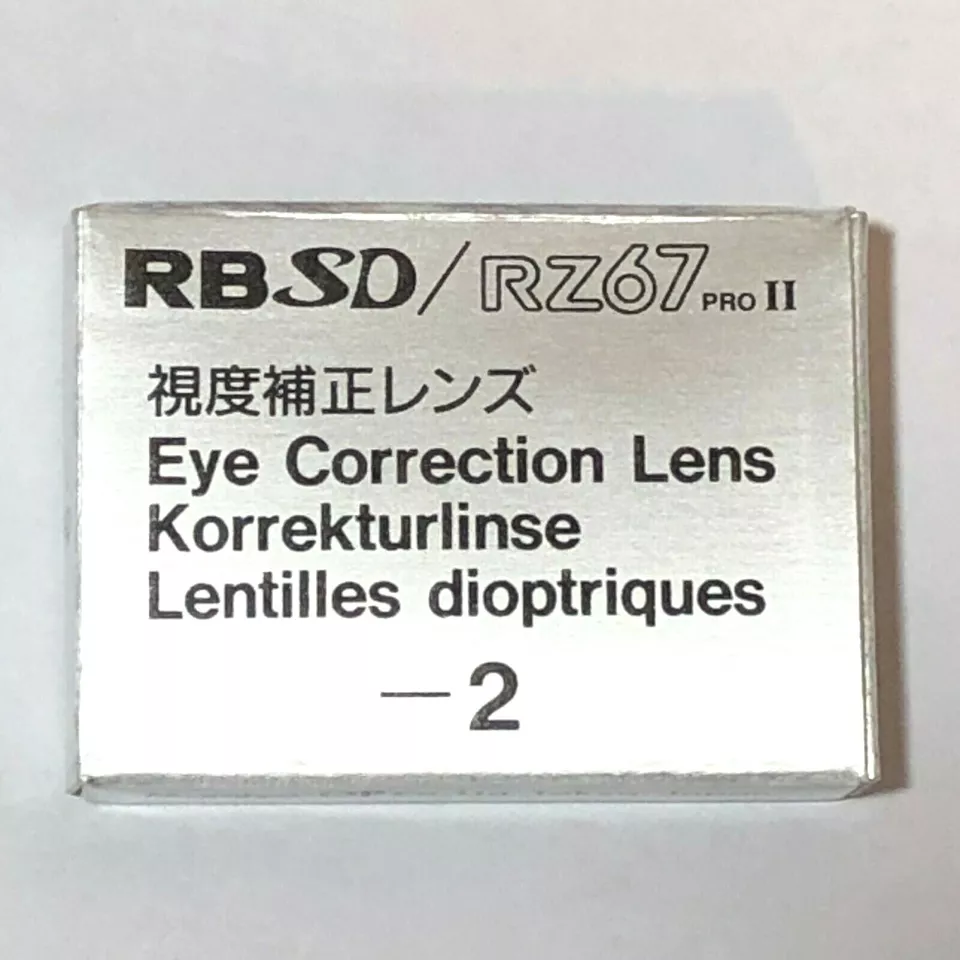 RBSD/RZ67 PRO II
視度補正レンズ
Eye Correction Lens
Korrekturlinse
Lentilles dioptriques
—2